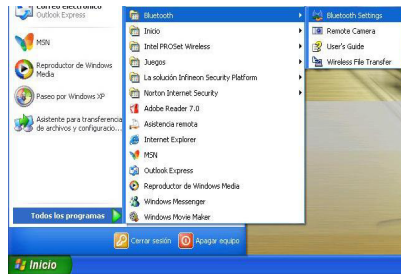 Correo electrónico
Outlook Express
MSN
Reproductor de Windows
Media
Paseo por Windows XP
Asistente para transferencia
de archivos y configuracio...
Todos los programas
Bluetooth
Inicio
Intel PROSet Wireless
Juegos
La solución Infineon Security Platform
Norton Internet Security
Adobe Reader 7.0
Asistencia remota
Internet Explorer
MSN
Outlook Express
Reproductor de Windows Media
Windows Messenger
Windows Movie Maker
Bluetooth Settings
Remote Camera
User's Guide
Wireless File Transfer
Cerrar sesión
Apagar equipo
Inicio